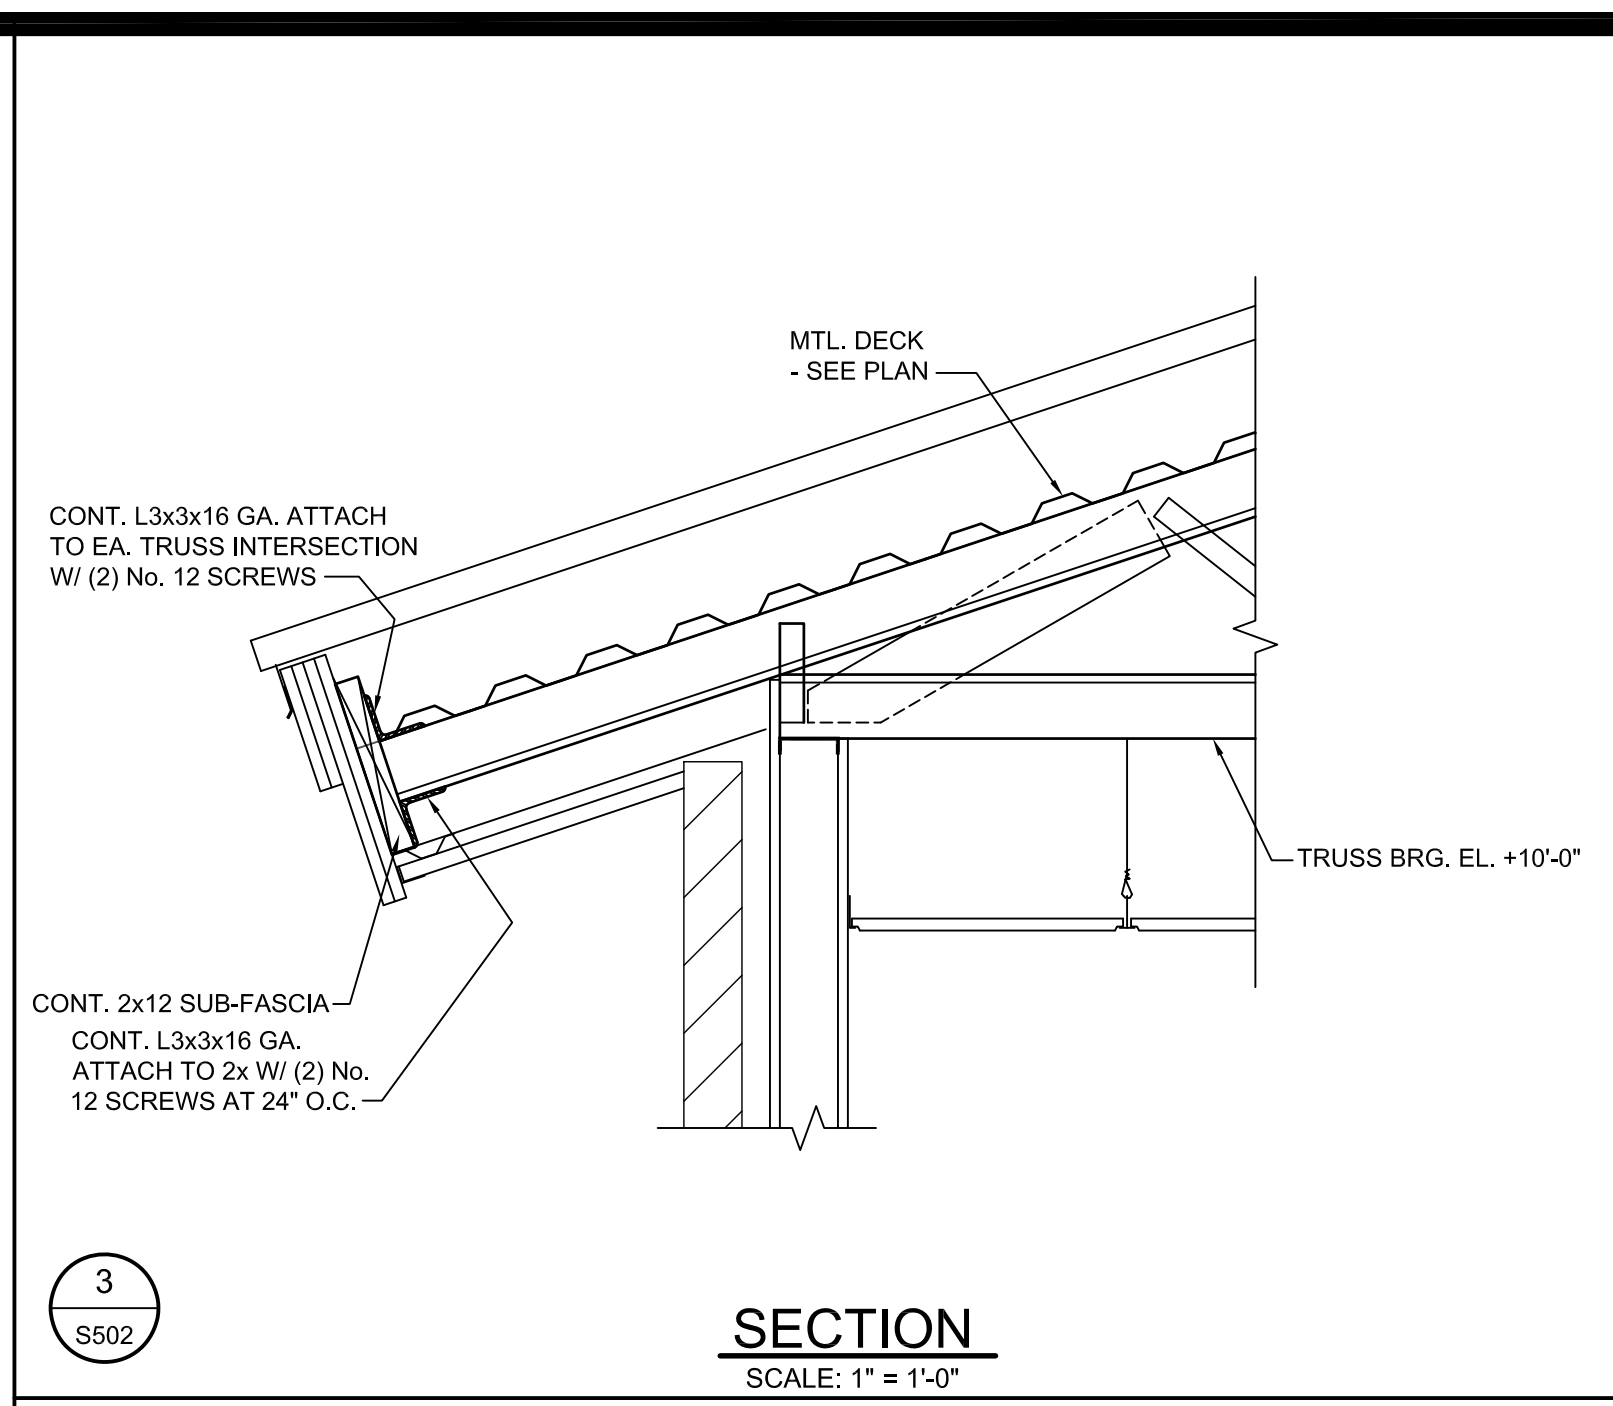 MTL. DECK
- SEE PLAN
CONT. L3x3x16 GA. ATTACH
TO EA. TRUSS INTERSECTION
W/ (2) No. 12 SCREWS
TRUSS BRG. EL. +10'-0"
CONT. 2x12 SUB-FASCIA
CONT. L3x3x16 GA.
ATTACH TO 2x W/ (2) No.
12 SCREWS AT 24" O.C.
3
S502
SECTION
SCALE: 1" = 1'-0"